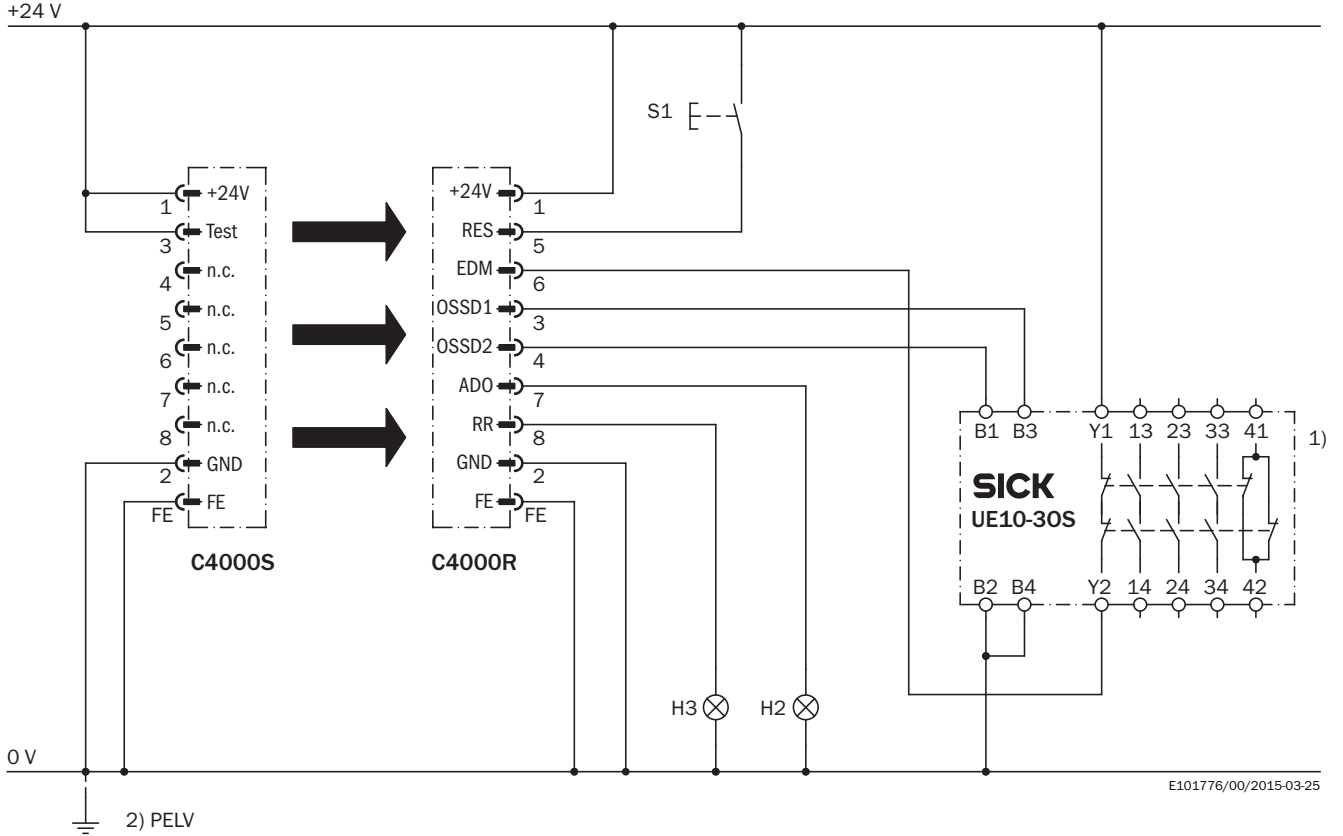 +24 V
S1
+24V
1
Test
3
n.c.
4
n.c.
5
n.c.
6
n.c.
7
n.c.
8
GND
2
FE
FE
C4000S
+24V
1
RES
5
EDM
6
OSSD1
3
OSSD2
4
ADO
7
RR
8
GND
2
FE
FE
C4000R
B1 B3 Y1 13 23 33 41
1)
SICK
UE10-30S
B2 B4 Y2 14 24 34 42
H3
H2
0 V
E101776/00/2015-03-25
2) PELV